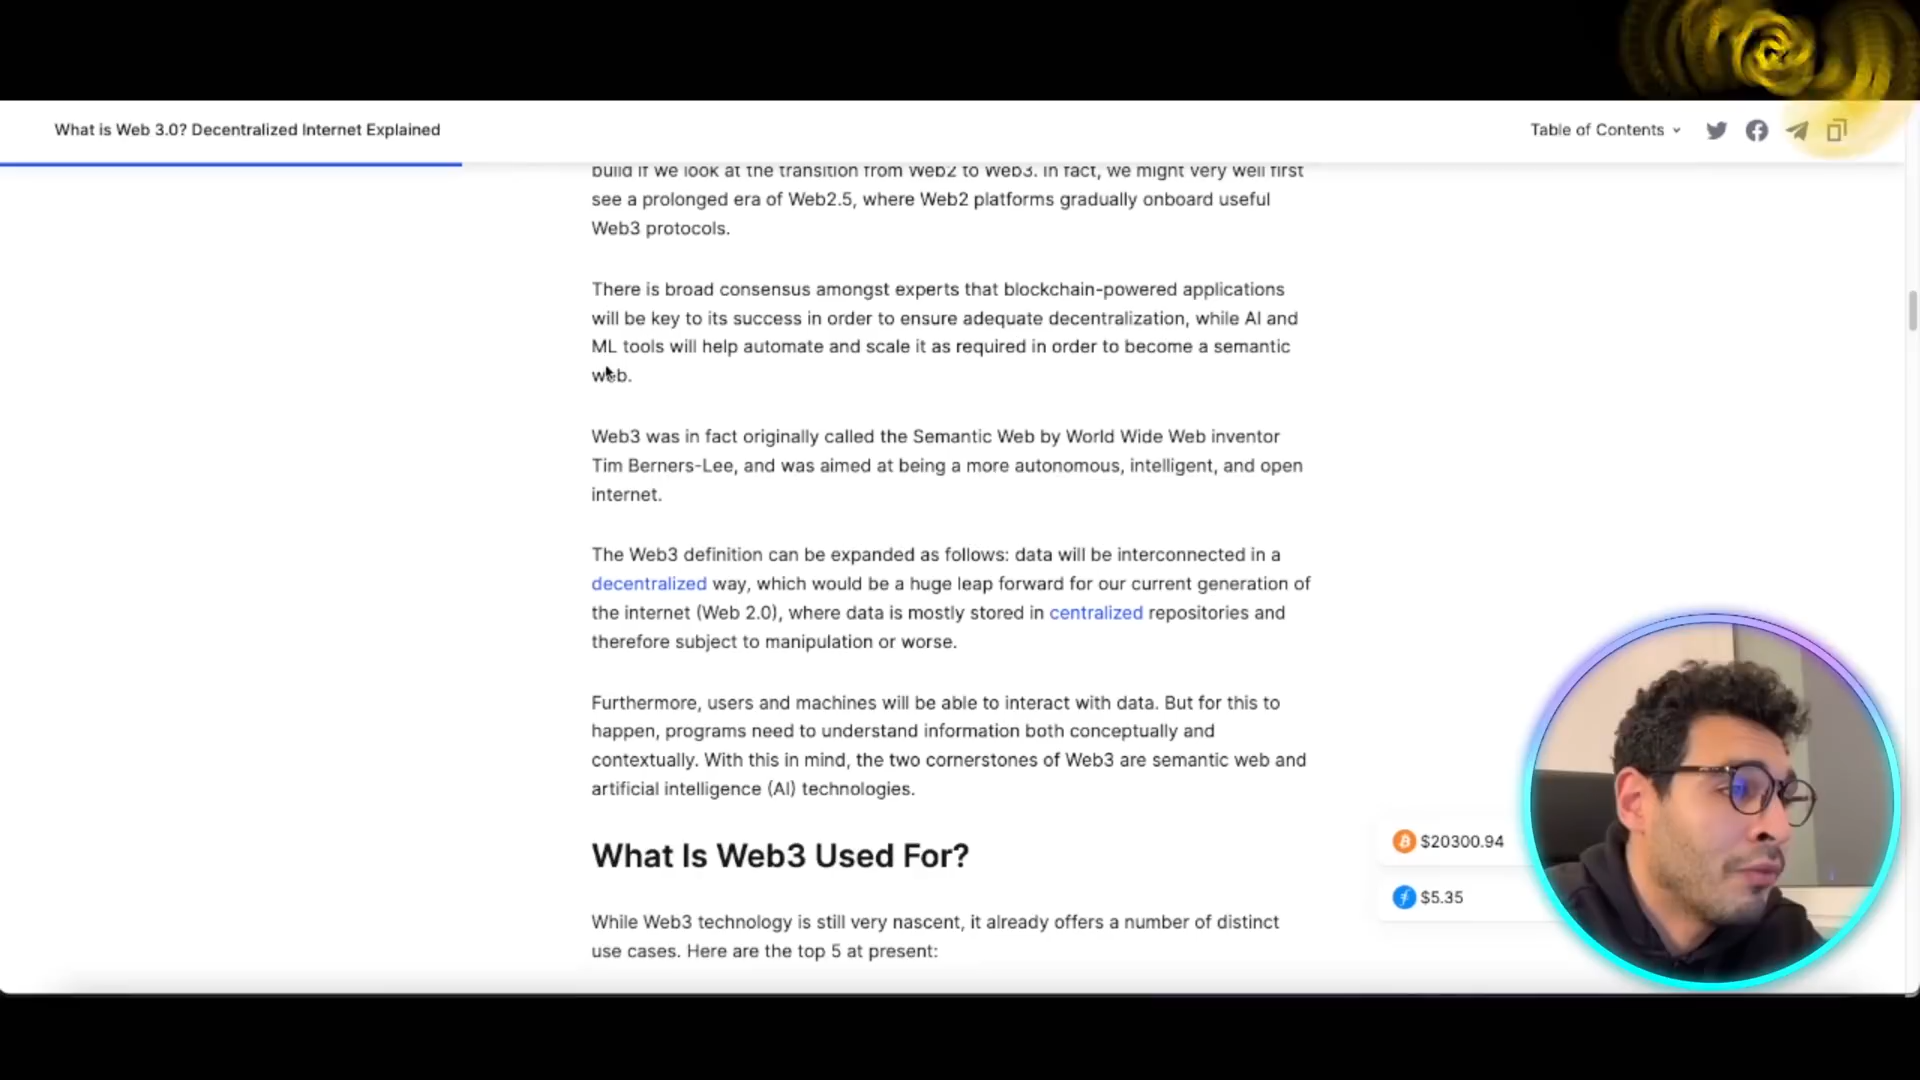 What is Web 3.0? Decentralized Internet Explained
Table of Contents
build if we look at the transition from Web2 to Web3. In fact, we might very well first
see a prolonged era of Web2.5, where Web2 platforms gradually onboard useful
Web3 protocols.
There is broad consensus amongst experts that blockchain-powered applications
will be key to its success in order to ensure adequate decentralization, while AI and
ML tools will help automate and scale it as required in order to become a semantic
web.
Web3 was in fact originally called the Semantic Web by World Wide Web inventor
Tim Berners-Lee, and was aimed at being a more autonomous, intelligent, and open
internet.
The Web3 definition can be expanded as follows: data will be interconnected in a
decentralized way, which would be a huge leap forward for our current generation of
the internet (Web 2.0), where data is mostly stored in centralized repositories and
therefore subject to manipulation or worse.
Furthermore, users and machines will be able to interact with data. But for this to
happen, programs need to understand information both conceptually and
contextually. With this in mind, the two cornerstones of Web3 are semantic web and
artificial intelligence (AI) technologies.
What Is Web3 Used For?
While Web3 technology is still very nascent, it already offers a number of distinct
use cases. Here are the top 5 at present:
$20300.94
$5.35